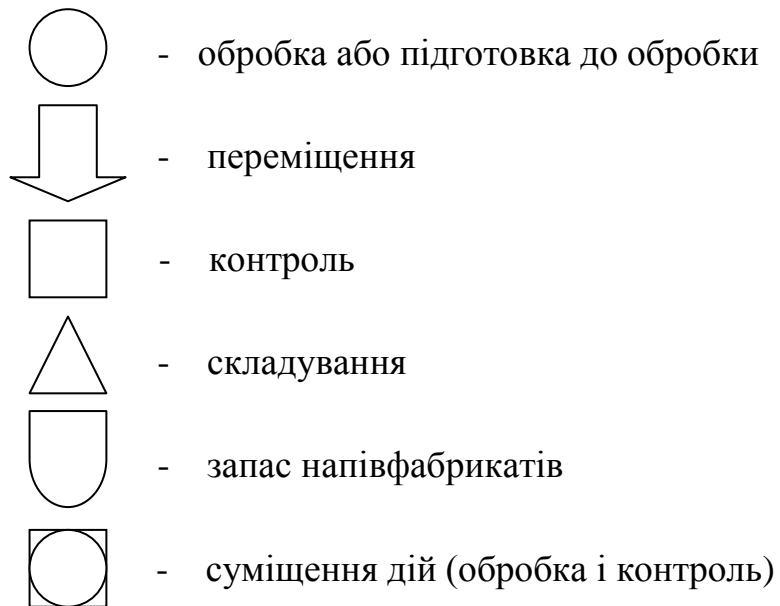 - обробка або підготовка до обробки
- переміщення
- контроль
- складування
- запас напівфабрикатів
- суміщення дій (обробка і контроль)